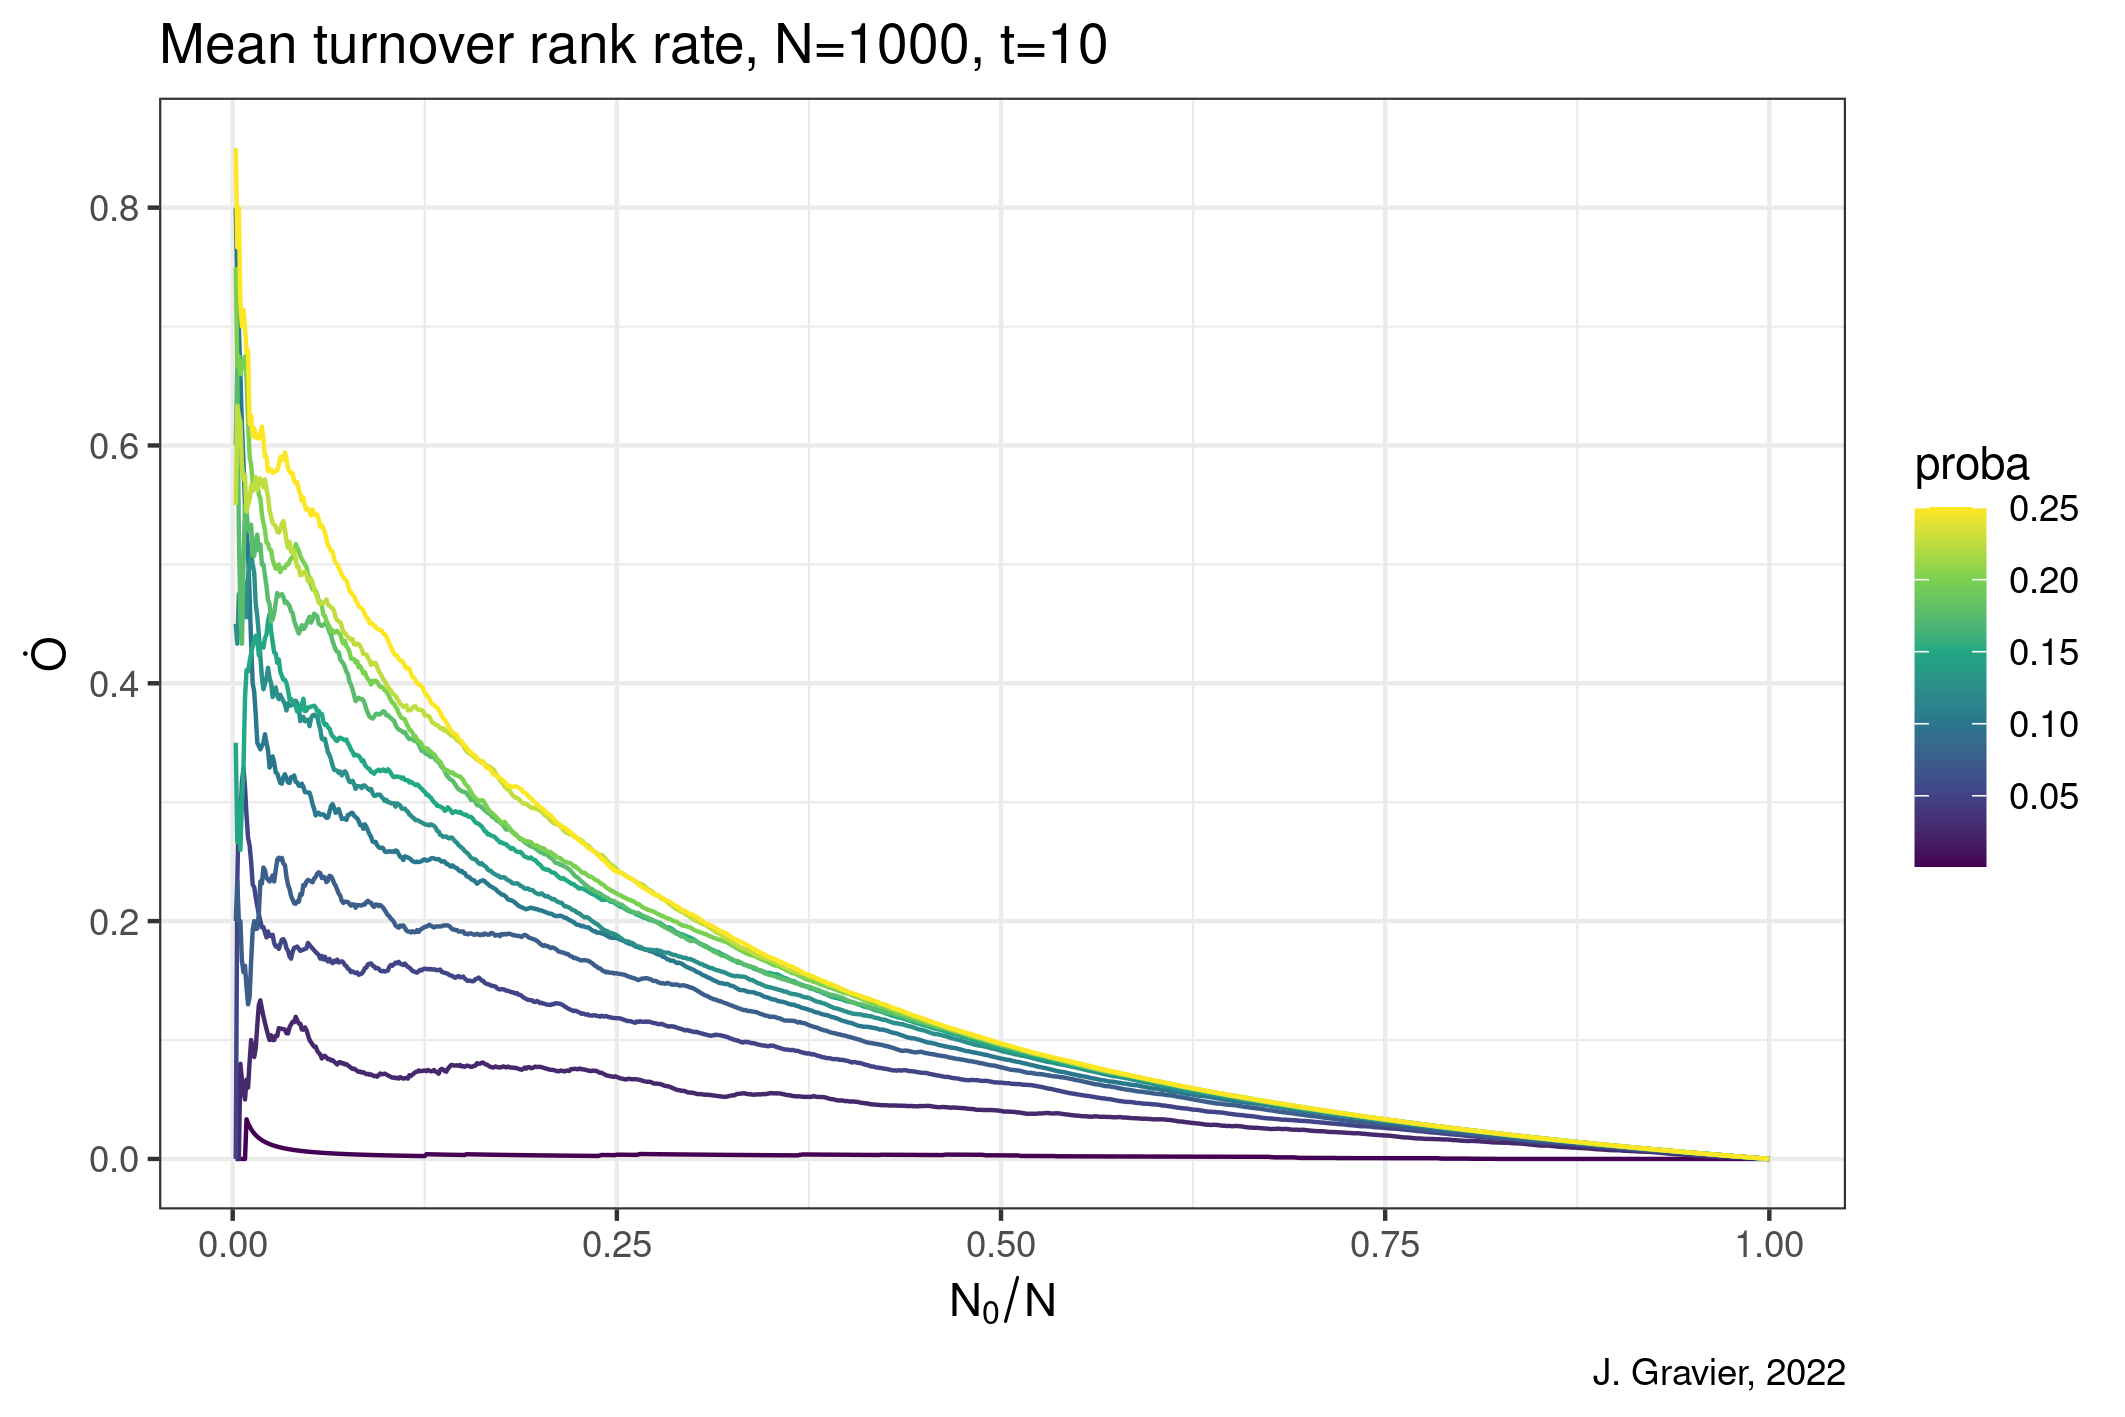 Mean turnover rank rate, N=1000, t=10
0.8
0.6
0.4
0.2
0.0
Ȯ
0.00 0.25 0.50 0.75 1.00
N₀/N
proba
0.25
0.20
0.15
0.10
0.05
J. Gravier, 2022